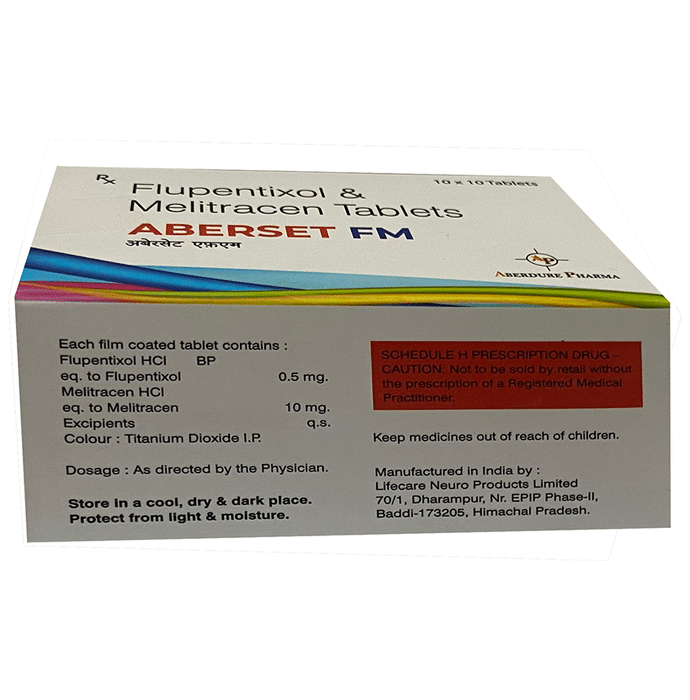 Rx
Flupentixol &
Melitracen Tablets
10 x 10 Tablets
ABERSET FM
अबेरसेट एफ़एम
AP
ABERDURE PHARMA
Each film coated tablet contains :
Flupentixol HCl BP
eq. to Flupentixol 0.5 mg.
Melitracen HCl
eq. to Melitracen 10 mg.
Excipients q.s.
Colour : Titanium Dioxide I.P.
Dosage : As directed by the Physician.
Store in a cool, dry & dark place.
Protect from light & moisture.
SCHEDULE H PRESCRIPTION DRUG –
CAUTION: Not to be sold by retail without
the prescription of a Registered Medical
Practitioner.
Keep medicines out of reach of children.
Manufactured in India by :
Lifecare Neuro Products Limited
70/1, Dharampur, Nr. EPIP Phase-II,
Baddi-173205, Himachal Pradesh.